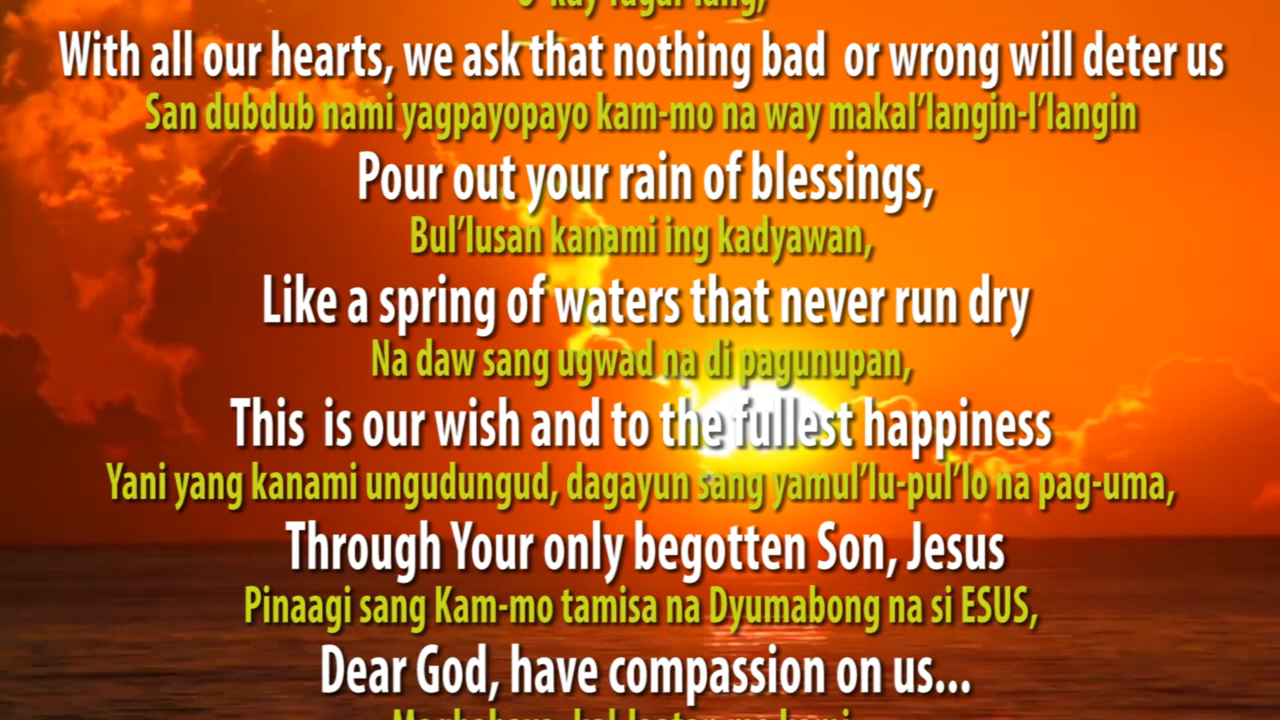 With all our hearts, we ask that nothing bad or wrong will deter us
San dubdub nami yagpayopayo kam-mo na way makal'langin-l'langin
Pour out your rain of blessings,
Bul'lusan kanami ing kadyawan,
Like a spring of waters that never run dry
Na daw sang ugwad na di pagunupan,
This is our wish and to the fullest happiness
Yani yang kanami ungudungud, dagayun sang yamul'lu-pul'lo na pag-uma,
Through Your only begotten Son, Jesus
Pinaagi sang Kam-mo tamisa na Dyumabong na si ESUS,
Dear God, have compassion on us...